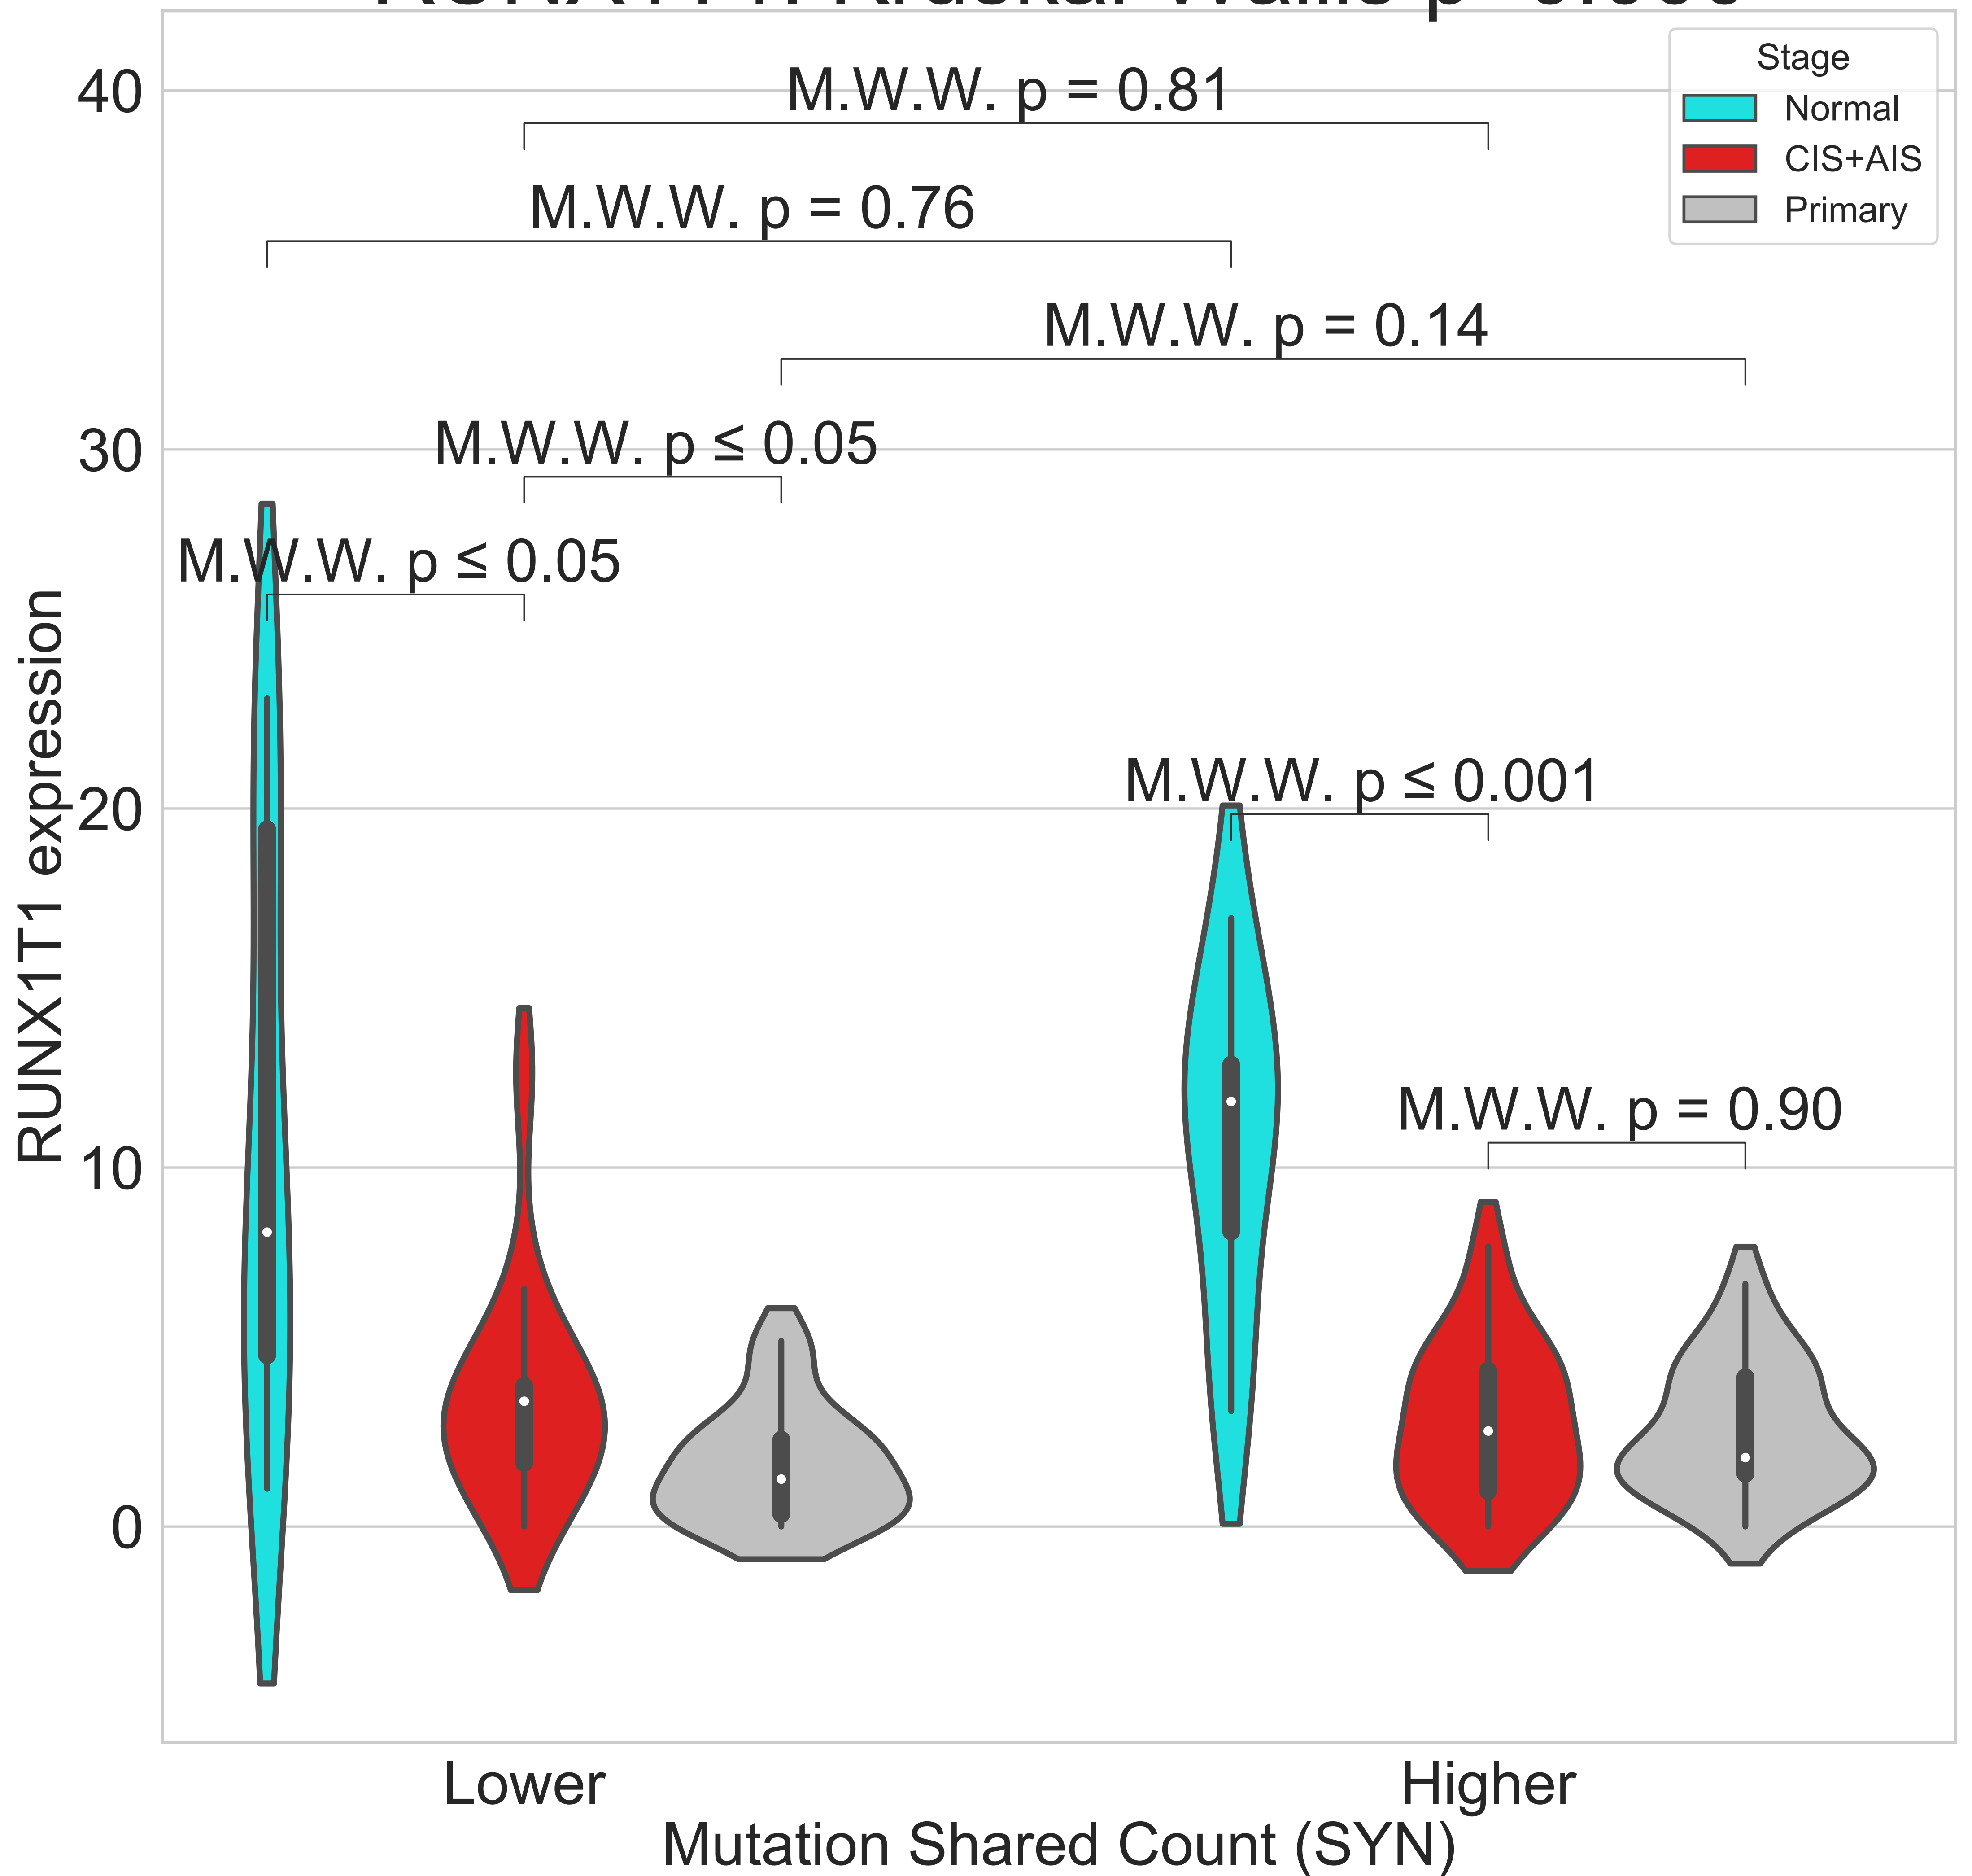 Stage
Normal
CIS+AIS
Primary
M.W.W. p = 0.81
M.W.W. p = 0.76
M.W.W. p = 0.14
M.W.W. p ≤ 0.05
M.W.W. p ≤ 0.05
M.W.W. p ≤ 0.001
M.W.W. p = 0.90
40
30
20
10
0
RUNX1T1 expression
Lower
Higher
Mutation Shared Count (SYN)